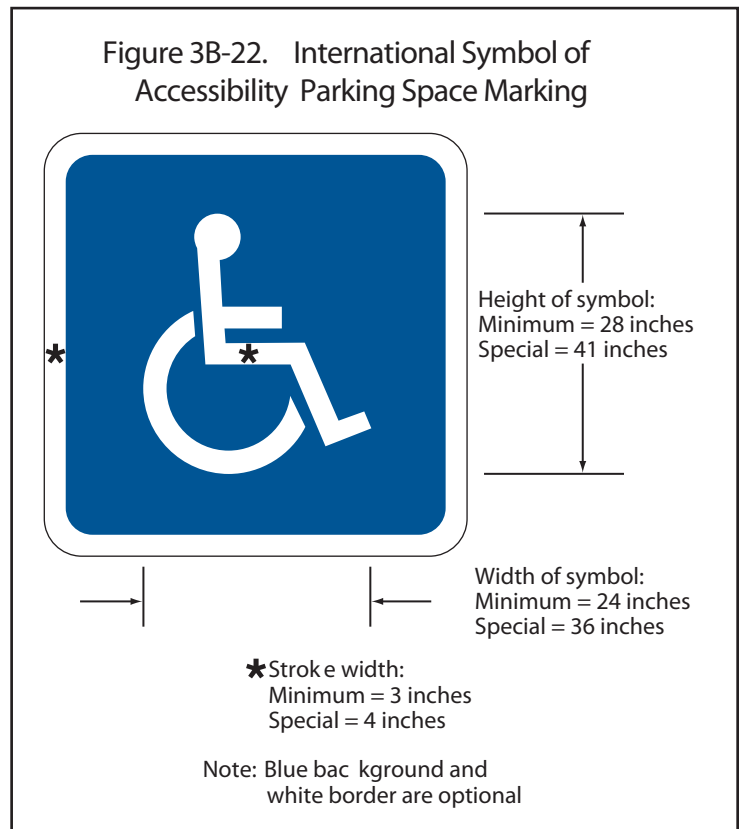 Figure 3B-22. International Symbol of
Accessibility Parking Space Marking
Height of symbol:
Minimum = 28 inches
Special = 41 inches
Width of symbol:
Minimum = 24 inches
Special = 36 inches
* Stroke width:
Minimum = 3 inches
Special = 4 inches
Note: Blue bac kground and
white border are optional